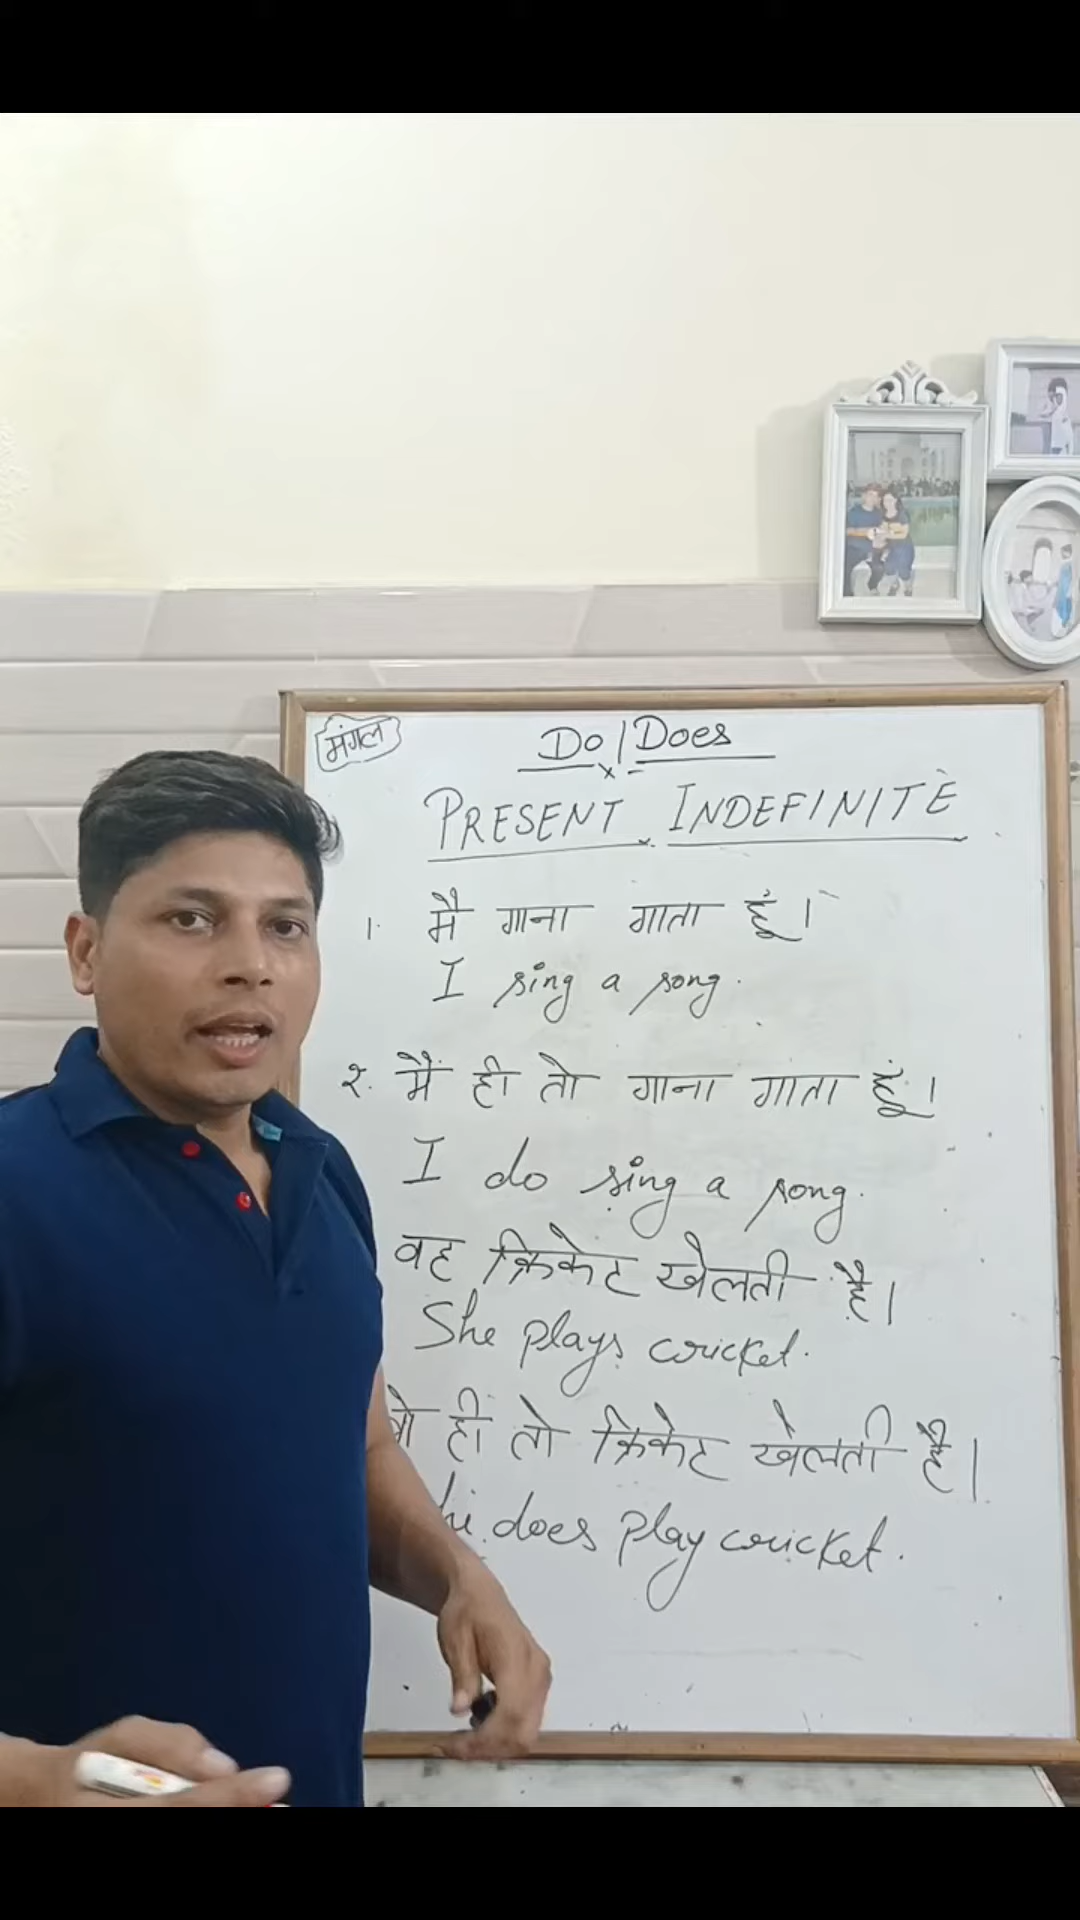 मंगल
Do/Does
PRESENT INDEFINITE
1. मै गाना गाता हूं।
I sing a song.
२. मैं ही तो गाना गाता हूं।
I do sing a song.
वह क्रिकेट खेलती है।
She plays cricket.
ही तो क्रिकेट खेलती है।
does play cricket.